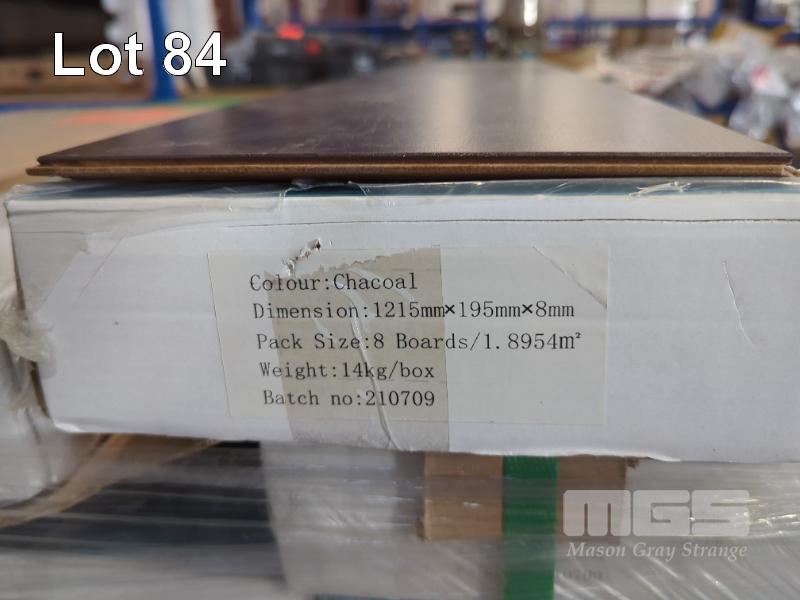 Lot 84
Colour:Chacoal
Dimension:1215mm×195mm×8mm
Pack Size:8 Boards/1.8954m²
Weight:14kg/box
Batch no:210709
MGS
Mason Gray Strange